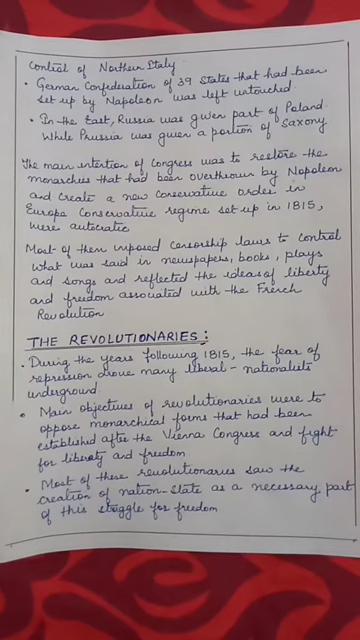 control of Northern Italy
• German Confederation of 39 States that had been
set up by Napoleon was left untouched.
• In the East, Russia was given part of Poland
While Prussia was given a portion of Saxony
The main intention of Congress was to restore the
monarchies that had been overthrown by Napoleon
and create a new conservative order in
Europe Conservative regime set up in 1815,
were autocratic
Most of them imposed censorship laws to control
what was said in newspapers, books, plays
and songs and reflected the ideas of liberty
and freedom associated with the French
Revolution
THE REVOLUTIONARIES:
• During the years following 1815, the fear of
repression drove many liberal-nationalists
underground
• Main objectives of revolutionaries were to
oppose monarchical forms that had been
established after the Vienna Congress and fight
for liberaty and freedom
• Most of these revolutionaries saw the
creation of nation-state as a necessary part
of this struggle for freedom